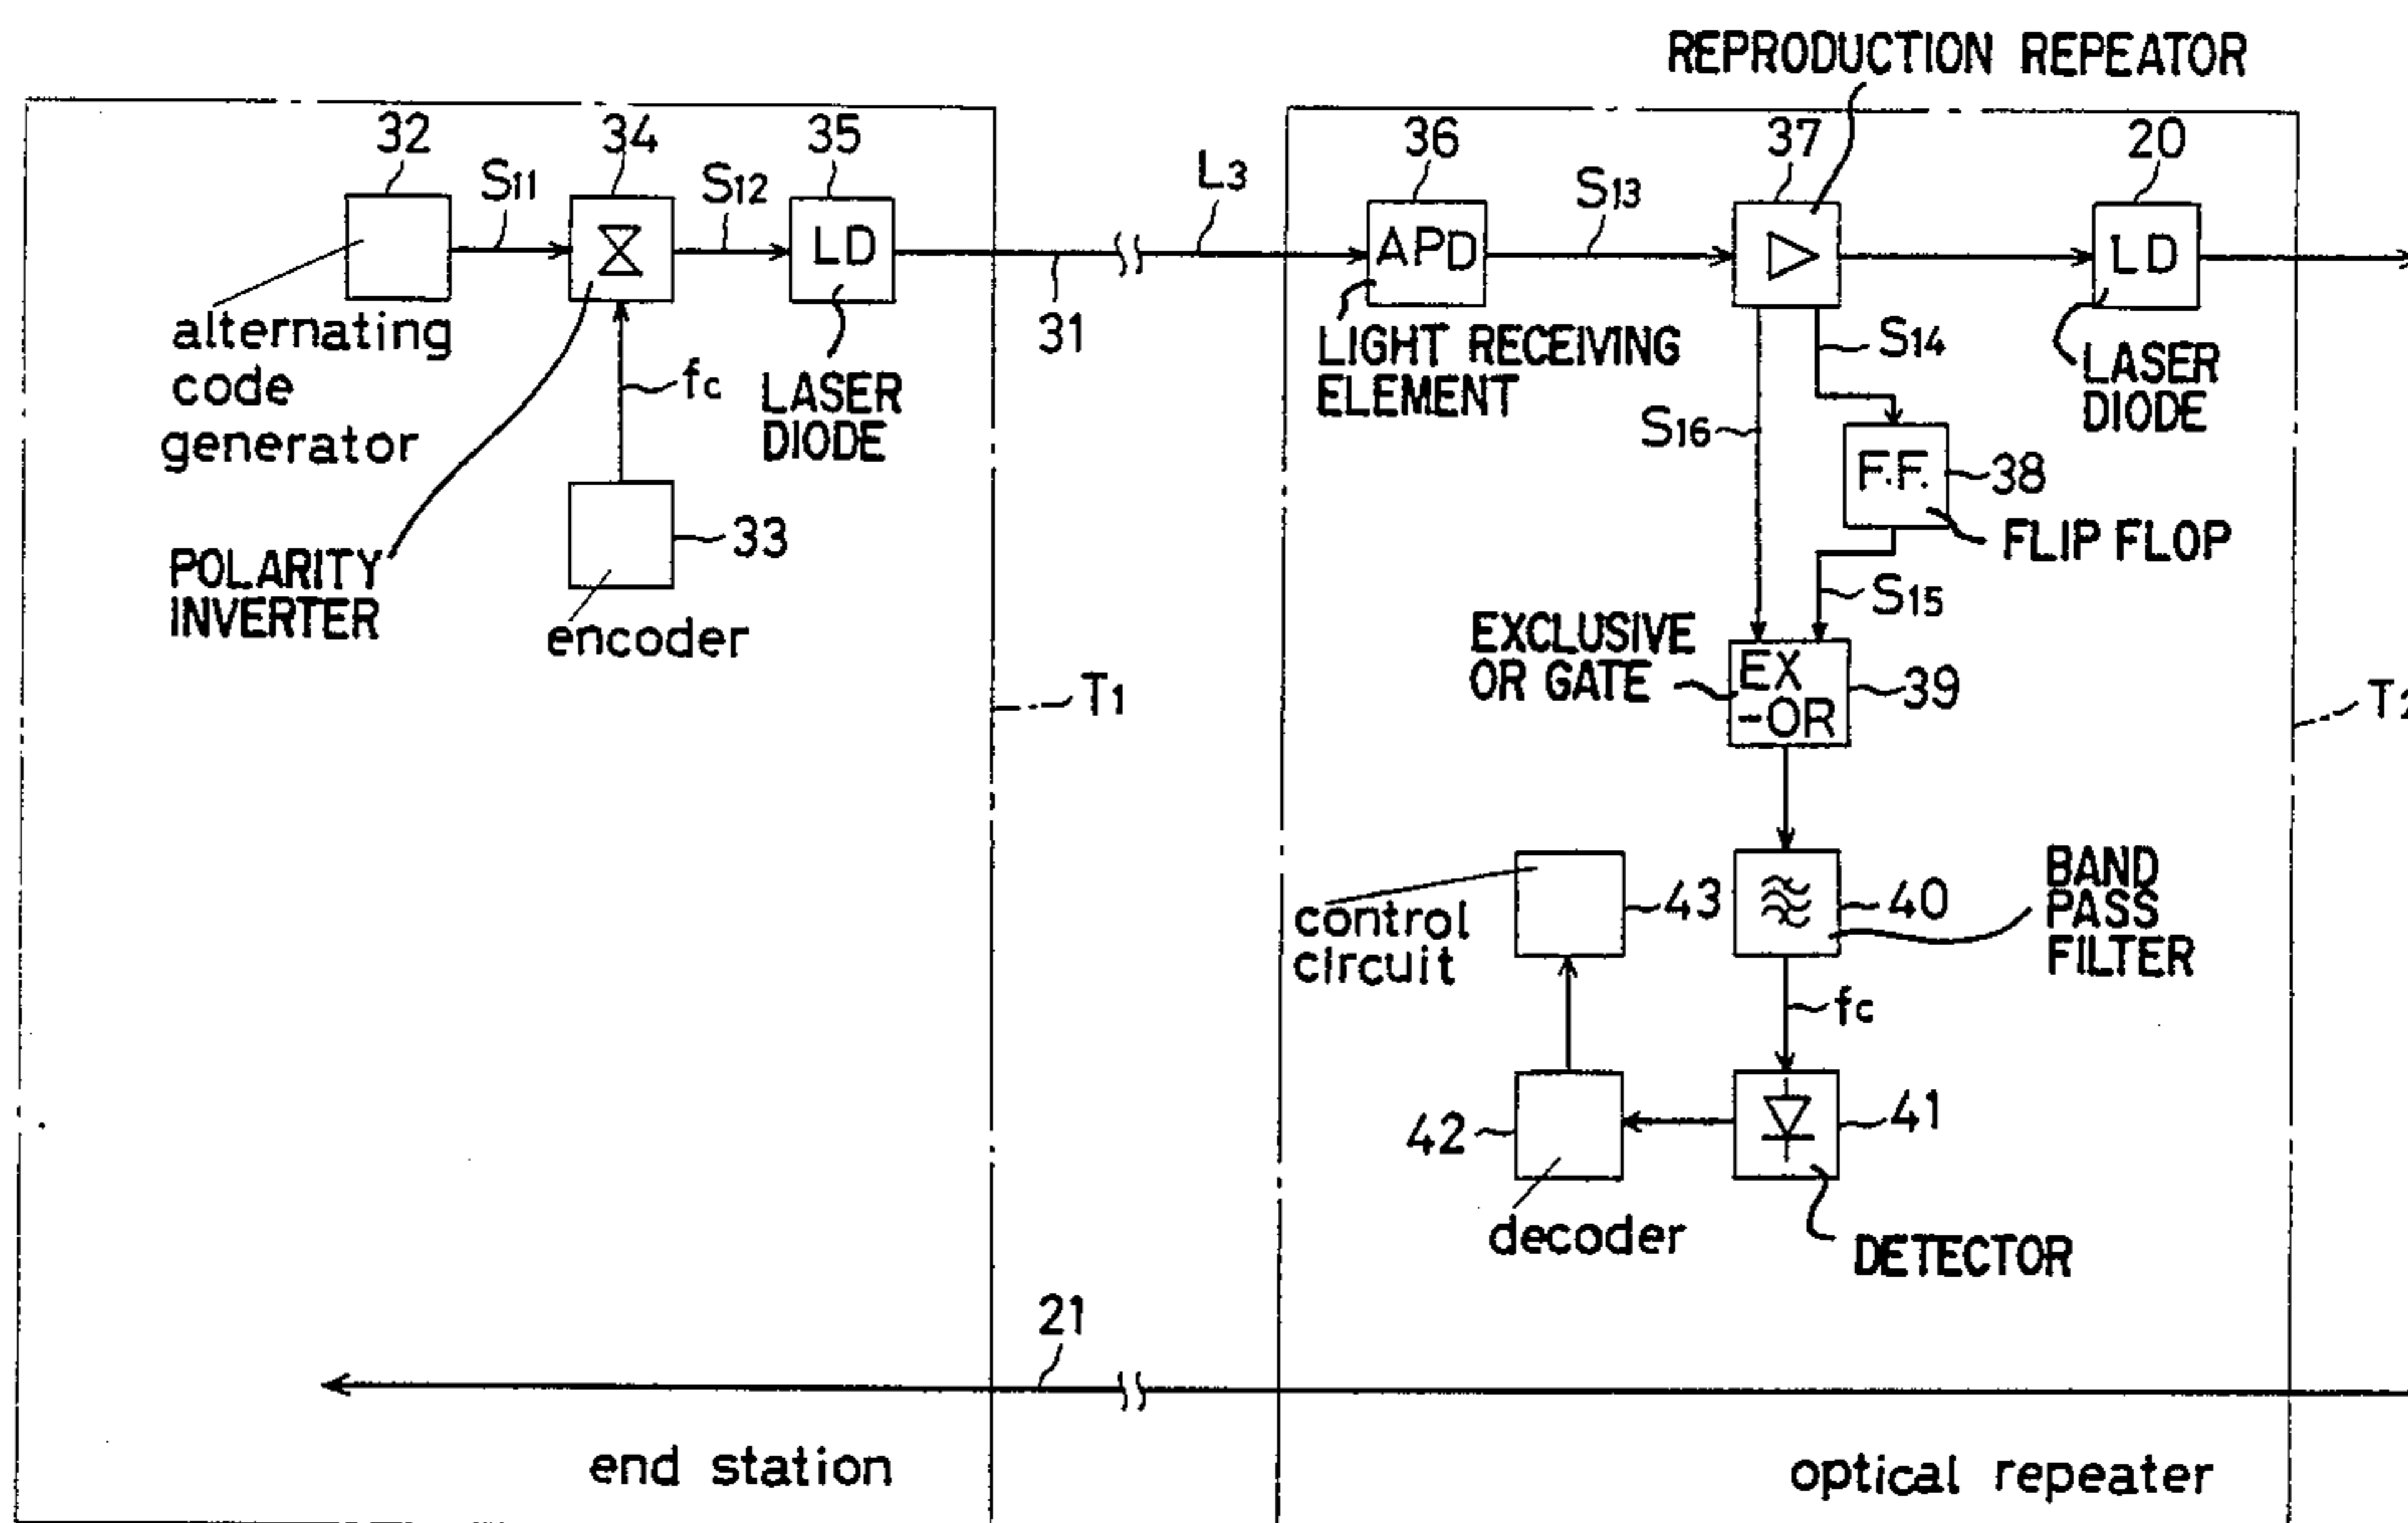 REPRODUCTION REPEATOR
32
34
35
36
37
20
S11
S12
L3
S13
LD
APD
LD
alternating
code
generator
fc
LASER
DIODE
31
LIGHT RECEIVING
ELEMENT
S14
LASER
DIODE
S16
F.F.
38
FLIP FLOP
POLARITY
INVERTER
33
encoder
S15
EXCLUSIVE
OR GATE
EX
-OR
39
T1
T2
control
circuit
43
40
BAND
PASS
FILTER
fc
42
41
decoder
DETECTOR
21
end station
optical repeater